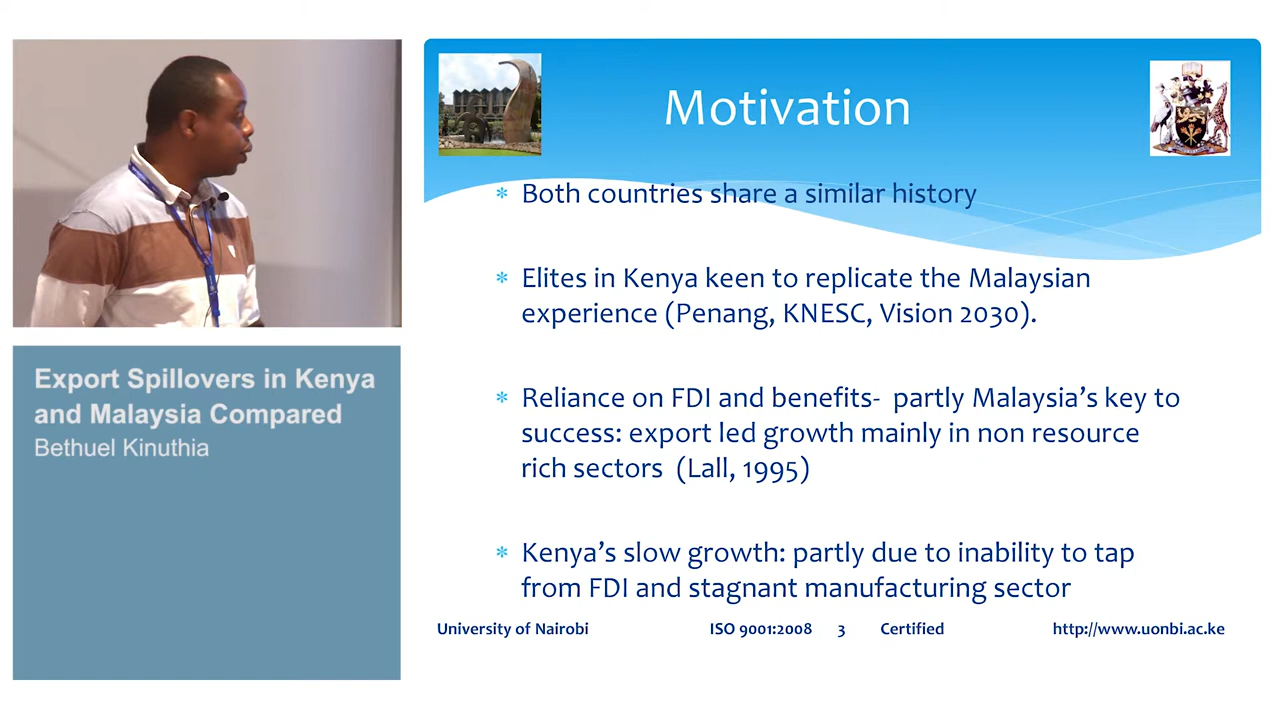 Motivation
* Both countries share a similar history
* Elites in Kenya keen to replicate the Malaysian
experience (Penang, KNESC, Vision 2030).
* Reliance on FDI and benefits- partly Malaysia’s key to
success: export led growth mainly in non resource
rich sectors (Lall, 1995)
* Kenya’s slow growth: partly due to inability to tap
from FDI and stagnant manufacturing sector
University of Nairobi ISO 9001:2008 3 Certified http://www.uonbi.ac.ke
Export Spillovers in Kenya
and Malaysia Compared
Bethuel Kinuthia